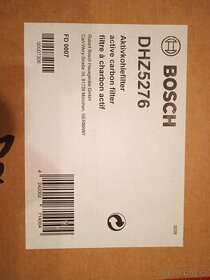 BOSCH
DHZ5276
Aktivkohlefilter
active carbon filter
filtre à charbon actif
Robert Bosch Hausgeräte GmbH
Carl-Wery-Straße 34, 81739 München, GERMANY
FD 0007